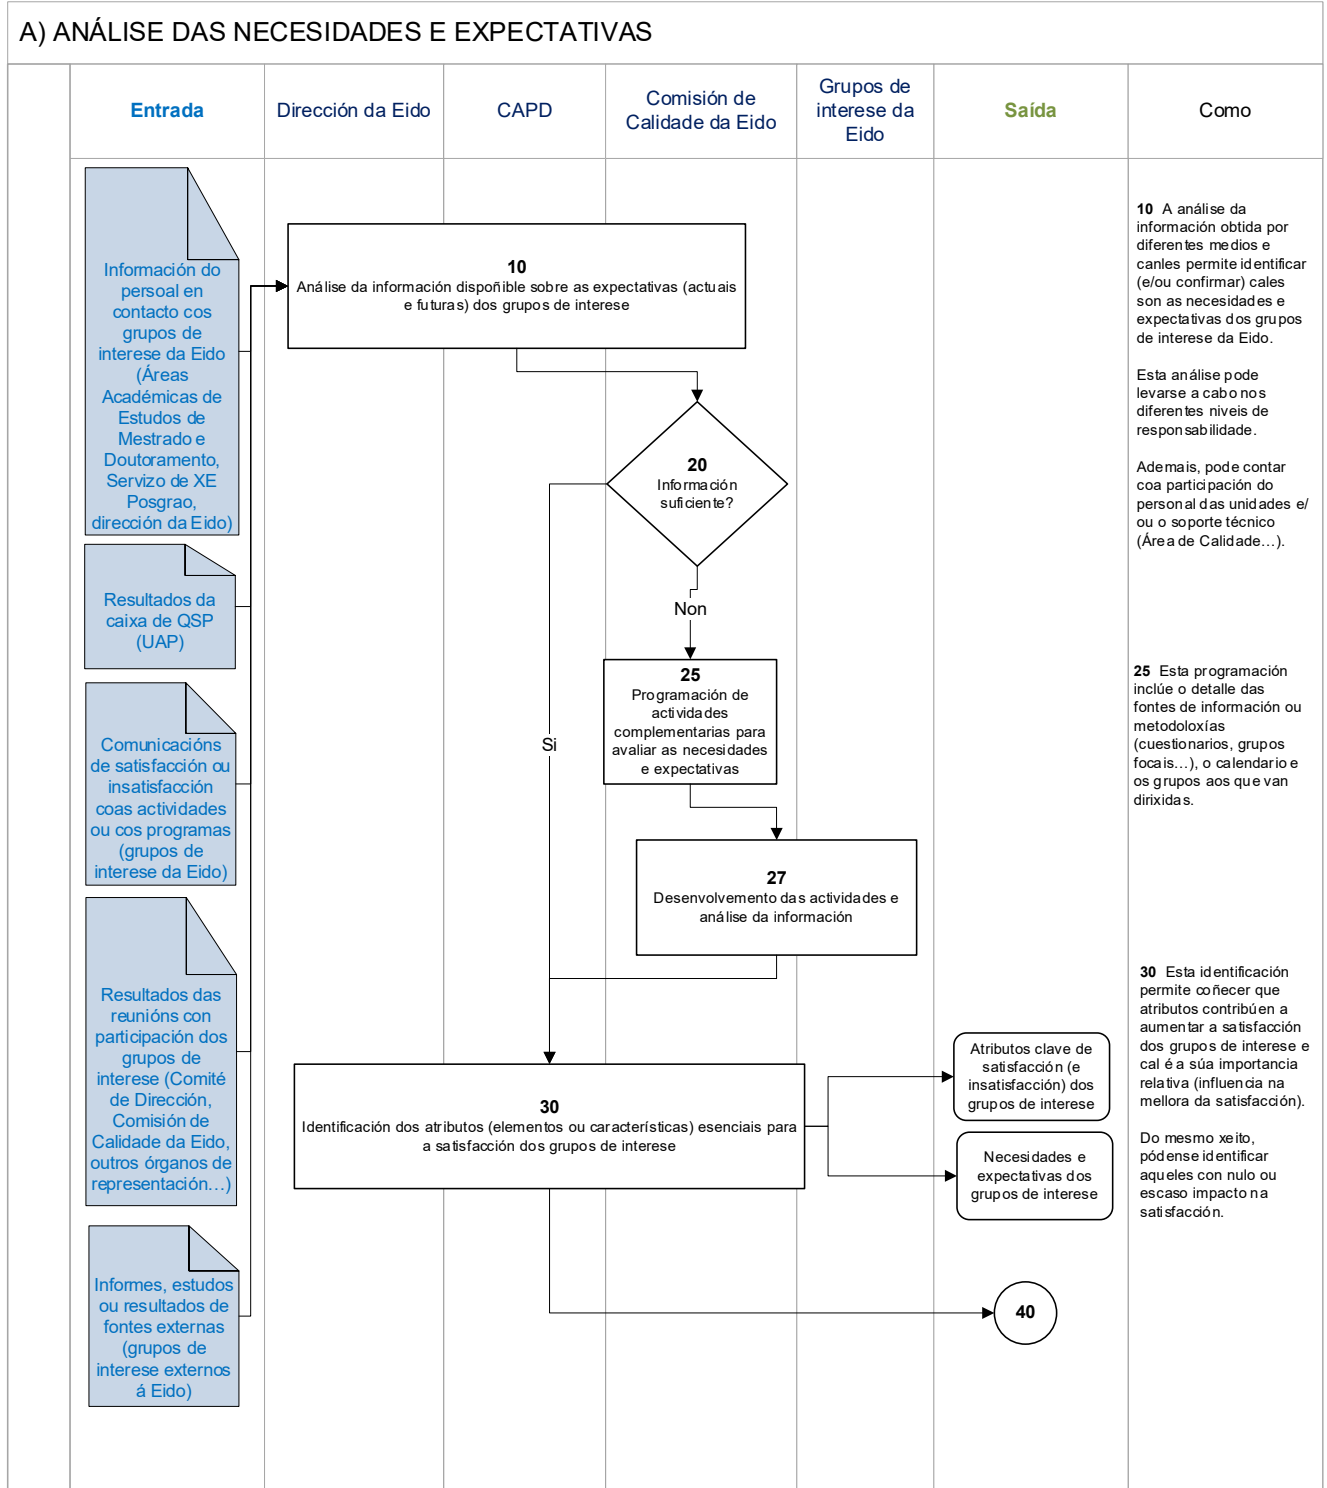 A) ANÁLISE DAS NECESIDADES E EXPECTATIVAS
Entrada
Dirección da Eido
CAPD
Comisión de
Calidade da Eido
Grupos de
interese da
Eido
Saída
Como
Información do
persoal en
contacto cos
grupos de
interese da Eido
(Áreas
Académicas de
Estudos de
Mestrado e
Doutoramento,
Servizo de XE
Posgrao,
dirección da Eido)
Resultados da
caixa de QSP
(UAP)
Comunicacións
de satisfacción ou
insatisfacción
coas actividades
ou cos programas
(grupos de
interese da Eido)
Resultados das
reunións con
participación dos
grupos de
interese (Comité
de Dirección,
Comisión de
Calidade da Eido,
outros órganos de
representación…)
Informes, estudos
ou resultados de
fontes externas
(grupos de
interese externos
á Eido)
10
Análise da información dispoñible sobre as expectativas (actuais
e futuras) dos grupos de interese
20
Información
suficiente?
Non
Si
25
Programación de
actividades
complementarias para
avaliar as necesidades
e expectativas
27
Desenvolvemento das actividades e
análise da información
30
Identificación dos atributos (elementos ou características) esenciais para
a satisfacción dos grupos de interese
Atributos clave de
satisfacción (e
insatisfacción) dos
grupos de interese
Necesidades e
expectativas dos
grupos de interese
40
10 A análise da
información obtida por
diferentes medios e
canles permite identificar
(e/ou confirmar) cales
son as necesidades e
expectativas dos grupos
de interese da Eido.
Esta análise pode
levarse a cabo nos
diferentes niveis de
responsabilidade.
Ademais, pode contar
coa participación do
personal das unidades e/
ou o soporte técnico
(Área de Calidade…).
25 Esta programación
inclúe o detalle das
fontes de información ou
metodoloxías
(cuestionarios, grupos
focais…), o calendario e
os grupos aos que van
dirixidas.
30 Esta identificación
permite coñecer que
atributos contribúen a
aumentar a satisfacción
dos grupos de interese e
cal é a súa importancia
relativa (influencia na
mellora da satisfacción).
Do mesmo xeito,
pódense identificar
aqueles con nulo ou
escaso impacto na
satisfacción.